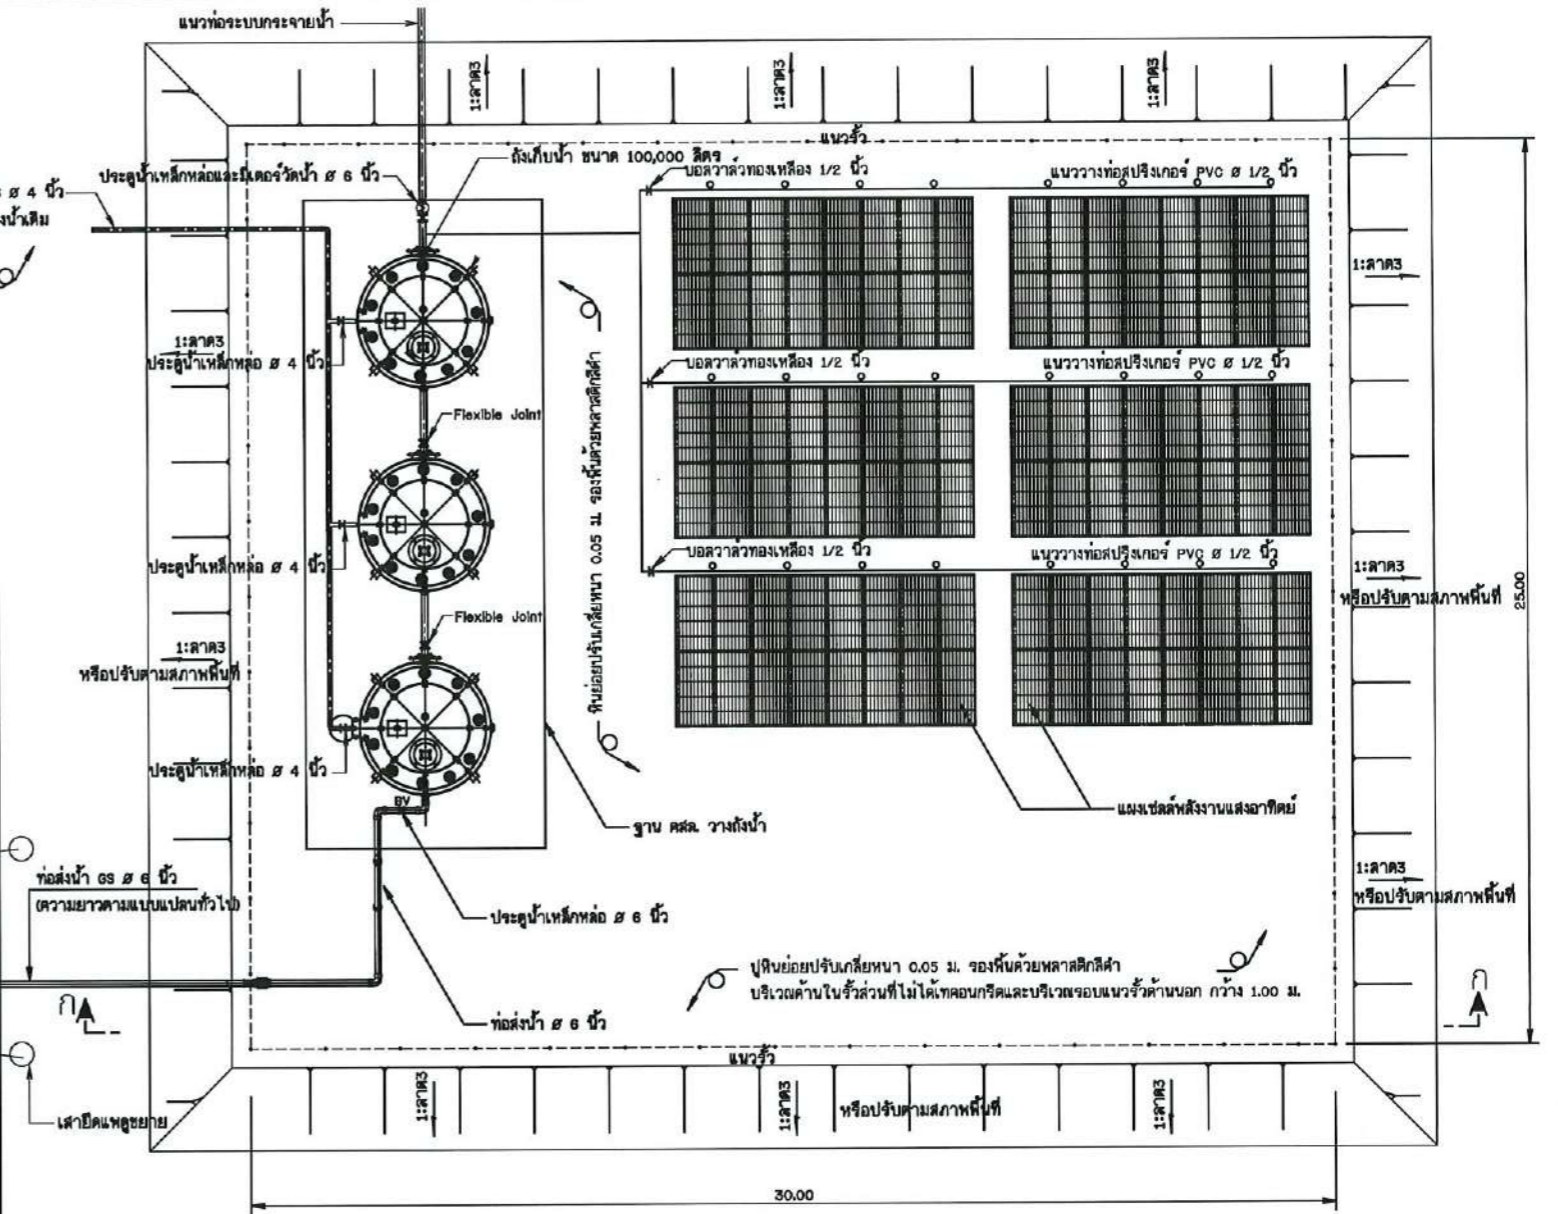 แนวท่อระบบกระจายน้ำ
1:ลาด3
1:ลาด3
1:ลาด3
แนวรั้ว
ถังเก็บน้ำ ขนาด 100,000 ลิตร
ประตูน้ำเหล็กหล่อและมิเตอร์วัดน้ำ ø 6 นิ้ว
บอลวาล์วทองเหลือง 1/2 นิ้ว
แนววางท่อสปริงเกอร์ PVC ø 1/2 นิ้ว
ø 4 นิ้ว
น้ำเดิม
1:ลาด3
1:ลาด3
ประตูน้ำเหล็กหล่อ ø 4 นิ้ว
บอลวาล์วทองเหลือง 1/2 นิ้ว
แนววางท่อสปริงเกอร์ PVC ø 1/2 นิ้ว
Flexible Joint
หินย่อยปรับเกลี่ยหนา 0.05 ม. รองพื้นด้วยพลาสติกสีดำ
ประตูน้ำเหล็กหล่อ ø 4 นิ้ว
บอลวาล์วทองเหลือง 1/2 นิ้ว
แนววางท่อสปริงเกอร์ PVC ø 1/2 นิ้ว
1:ลาด3
หรือปรับตามสภาพพื้นที่
25.00
Flexible Joint
1:ลาด3
หรือปรับตามสภาพพื้นที่
ประตูน้ำเหล็กหล่อ ø 4 นิ้ว
BV
แผงเซลล์พลังงานแสงอาทิตย์
ฐาน คสล. วางถังน้ำ
ท่อส่งน้ำ GS ø 6 นิ้ว
(ความยาวตามแบบแปลนทั่วไป)
1:ลาด3
หรือปรับตามสภาพพื้นที่
ประตูน้ำเหล็กหล่อ ø 6 นิ้ว
ปูหินย่อยปรับเกลี่ยหนา 0.05 ม. รองพื้นด้วยพลาสติกสีดำ
บริเวณด้านในรั้วส่วนที่ไม่ได้เทคอนกรีตและบริเวณรอบแนวรั้วด้านนอก กว้าง 1.00 ม.
ก
ก
ท่อส่งน้ำ ø 6 นิ้ว
แนวรั้ว
เสายึดแพลูขยาย
1:ลาด3
1:ลาด3
หรือปรับตามสภาพพื้นที่
1:ลาด3
30.00